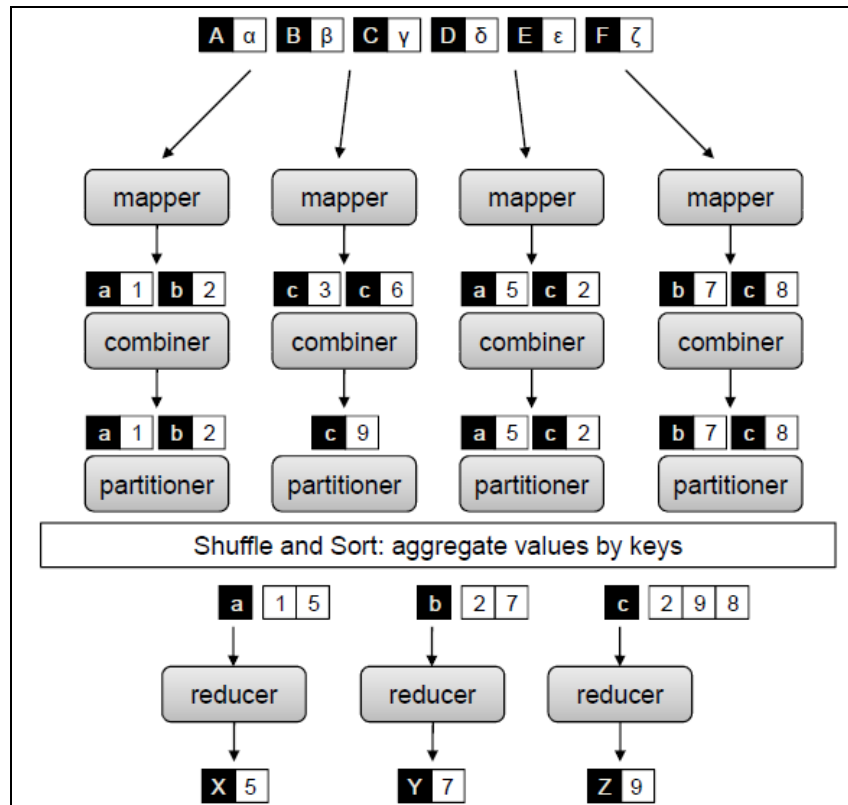 A α B β C γ D δ E ε F ζ
mapper mapper mapper mapper
a 1 b 2 c 3 c 6 a 5 c 2 b 7 c 8
combiner combiner combiner combiner
a 1 b 2 c 9 a 5 c 2 b 7 c 8
partitioner partitioner partitioner partitioner
Shuffle and Sort: aggregate values by keys
a 1 5 b 2 7 c 2 9 8
reducer reducer reducer
X 5 Y 7 Z 9